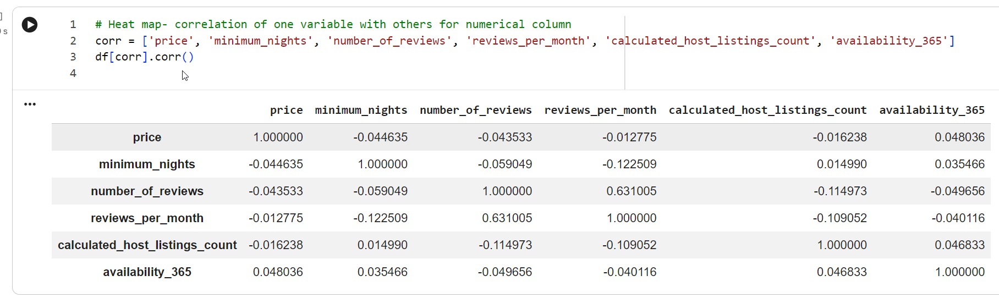 ]
s
1 # Heat map- correlation of one variable with others for numerical column
2 corr = ['price', 'minimum_nights', 'number_of_reviews', 'reviews_per_month', 'calculated_host_listings_count', 'availability_365']
3 df[corr].corr()
4
...
price minimum_nights number_of_reviews reviews_per_month calculated_host_listings_count availability_365
price 1.000000 -0.044635 -0.043533 -0.012775 -0.016238 0.048036
minimum_nights -0.044635 1.000000 -0.059049 -0.122509 0.014990 0.035466
number_of_reviews -0.043533 -0.059049 1.000000 0.631005 -0.114973 -0.049656
reviews_per_month -0.012775 -0.122509 0.631005 1.000000 -0.109052 -0.040116
calculated_host_listings_count -0.016238 0.014990 -0.114973 -0.109052 1.000000 0.046833
availability_365 0.048036 0.035466 -0.049656 -0.040116 0.046833 1.000000